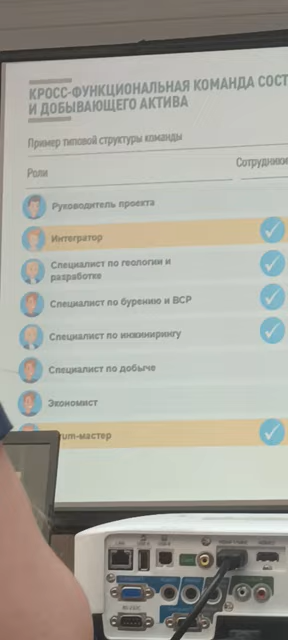 КРОСС-ФУНКЦИОНАЛЬНАЯ КОМАНДА СОСТ
И ДОБЫВАЮЩЕГО АКТИВА
Пример типовой структуры команды
Роли
Сотрудники
Руководитель проекта
Интегратор
Специалист по геологии и
разработке
Специалист по бурению и ВСР
Специалист по инжинирингу
Специалист по добыче
Экономист
rum-мастер
LAN